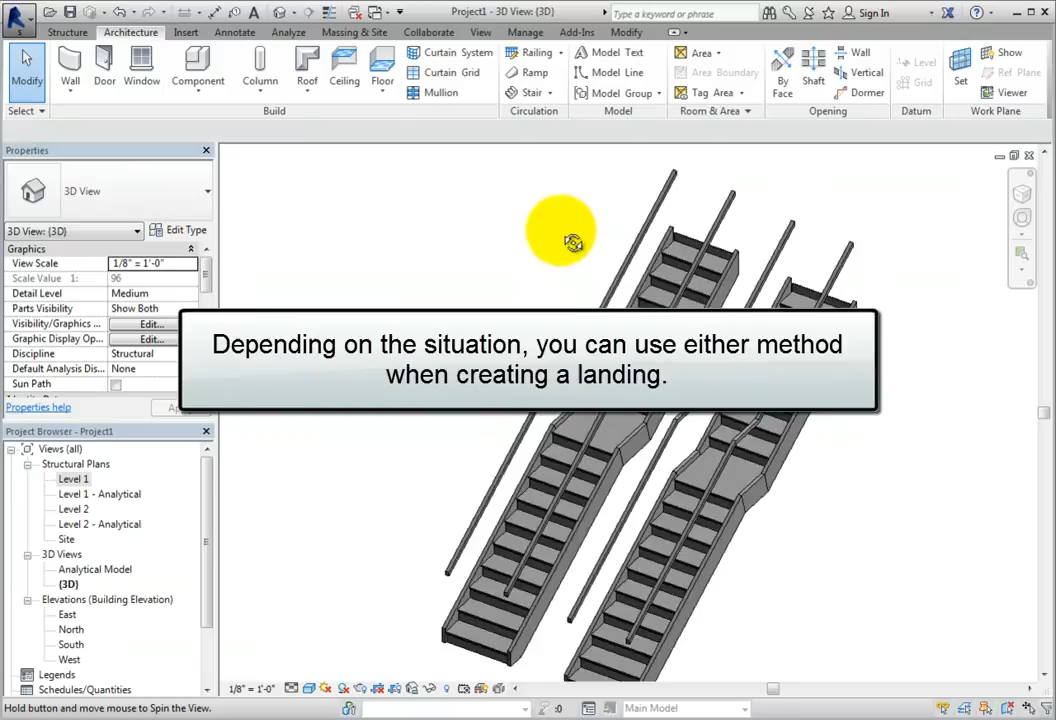 Project1 - 3D View: {3D}
Type a keyword or phrase
Sign In
Structure Architecture Insert Annotate Analyze Massing & Site Collaborate View Manage Add-Ins Modify
Modify
Wall
Door
Window
Component
Column
Roof
Ceiling
Floor
Curtain System
Curtain Grid
Mullion
Railing
Ramp
Stair
Model Text
Model Line
Model Group
Area
Area Boundary
Tag Area
By Face
Shaft
Wall
Vertical
Dormer
Level
Grid
Set
Show
Ref Plane
Viewer
Select Build Circulation Model Room & Area Opening Datum Work Plane
Properties
3D View
3D View: {3D} Edit Type
Graphics
View Scale 1/8" = 1'-0"
Scale Value 1: 96
Detail Level Medium
Parts Visibility Show Both
Visibility/Graphics ... Edit...
Graphic Display Op... Edit...
Discipline Structural
Default Analysis Dis... None
Sun Path
Properties help
Depending on the situation, you can use either method
when creating a landing.
Project Browser - Project1
Views (all)
Structural Plans
Level 1
Level 1 - Analytical
Level 2
Level 2 - Analytical
Site
3D Views
Analytical Model
{3D}
Elevations (Building Elevation)
East
North
South
West
Legends
Schedules/Quantities
1/8" = 1'-0"
Hold button and move mouse to Spin the View.
:0
Main Model